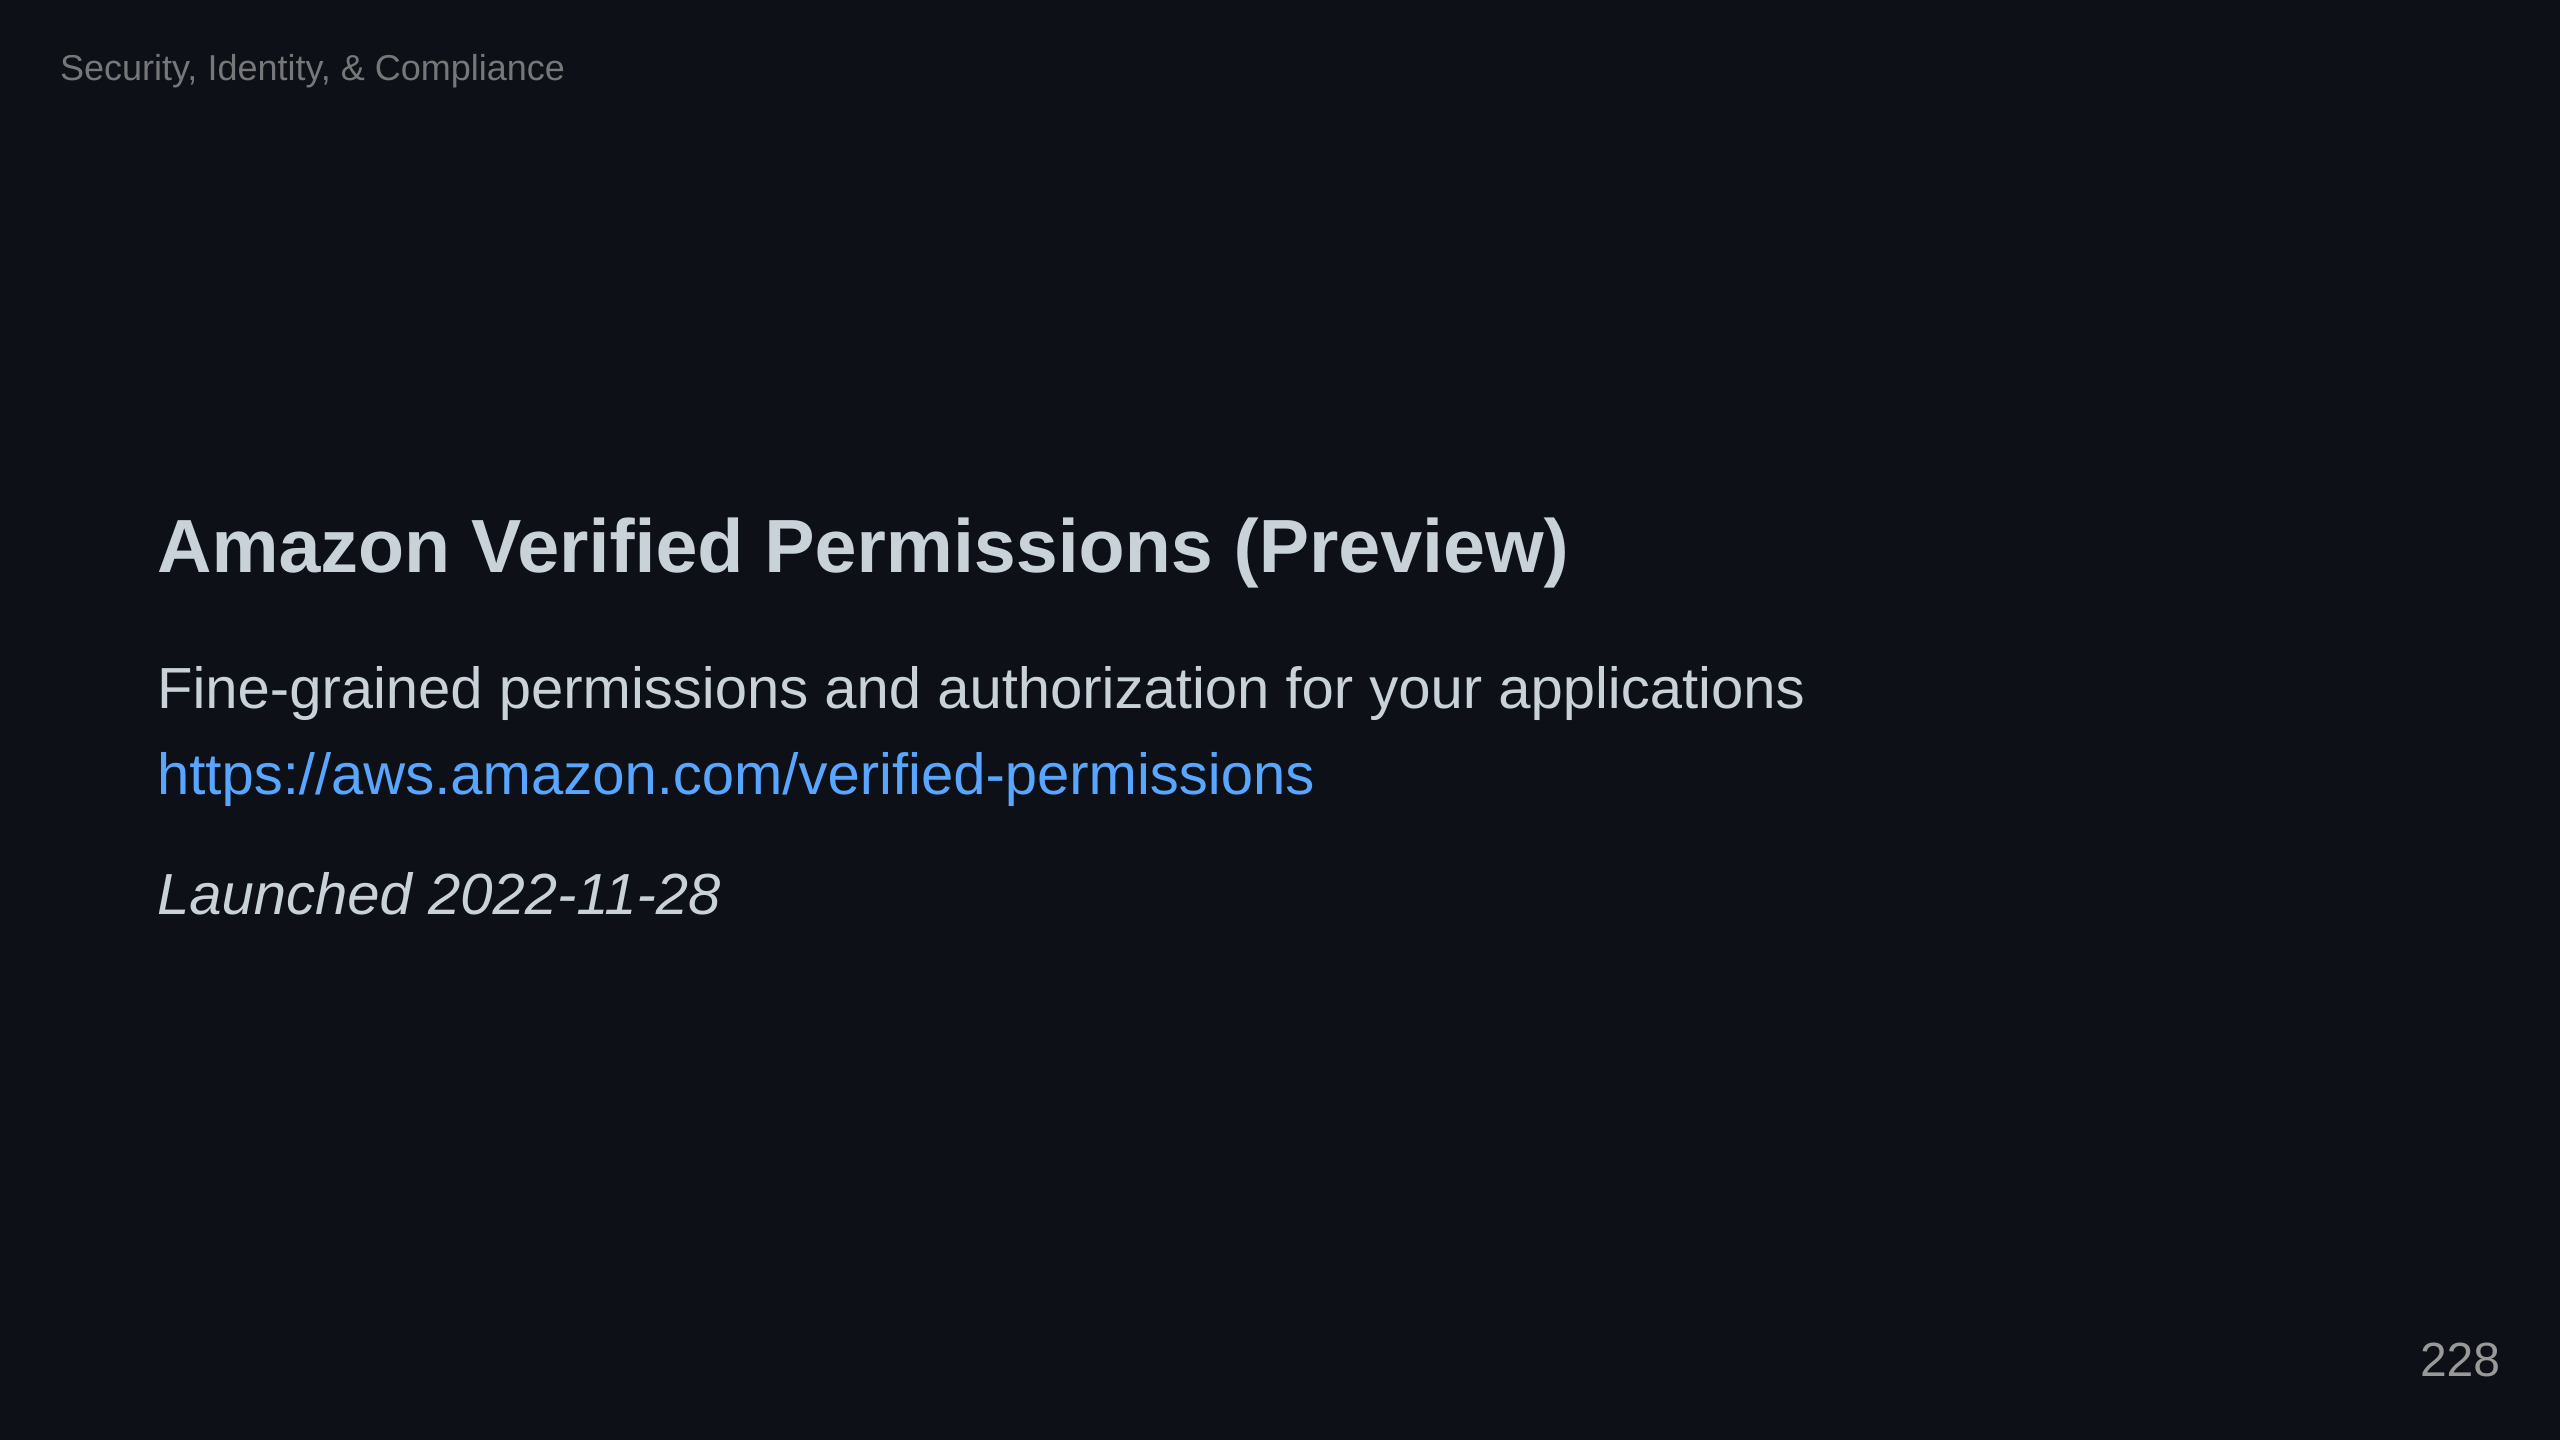 Security, Identity, & Compliance
Amazon Verified Permissions (Preview)
Fine-grained permissions and authorization for your applications
https://aws.amazon.com/verified-permissions
Launched 2022-11-28
228